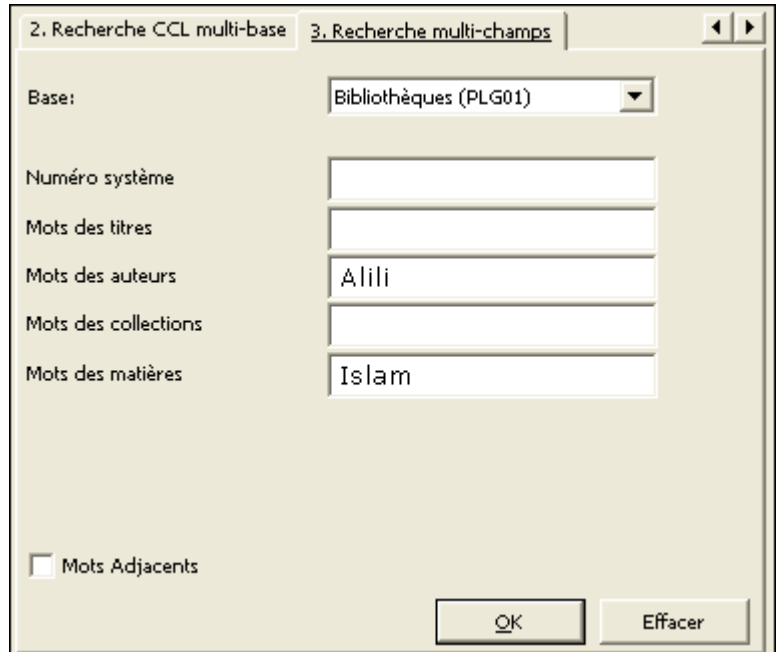 2. Recherche CCL multi-base 3. Recherche multi-champs
Base: Bibliothèques (PLG01)
Numéro système
Mots des titres
Mots des auteurs Alili
Mots des collections
Mots des matières Islam
Mots Adjacents
OK Effacer